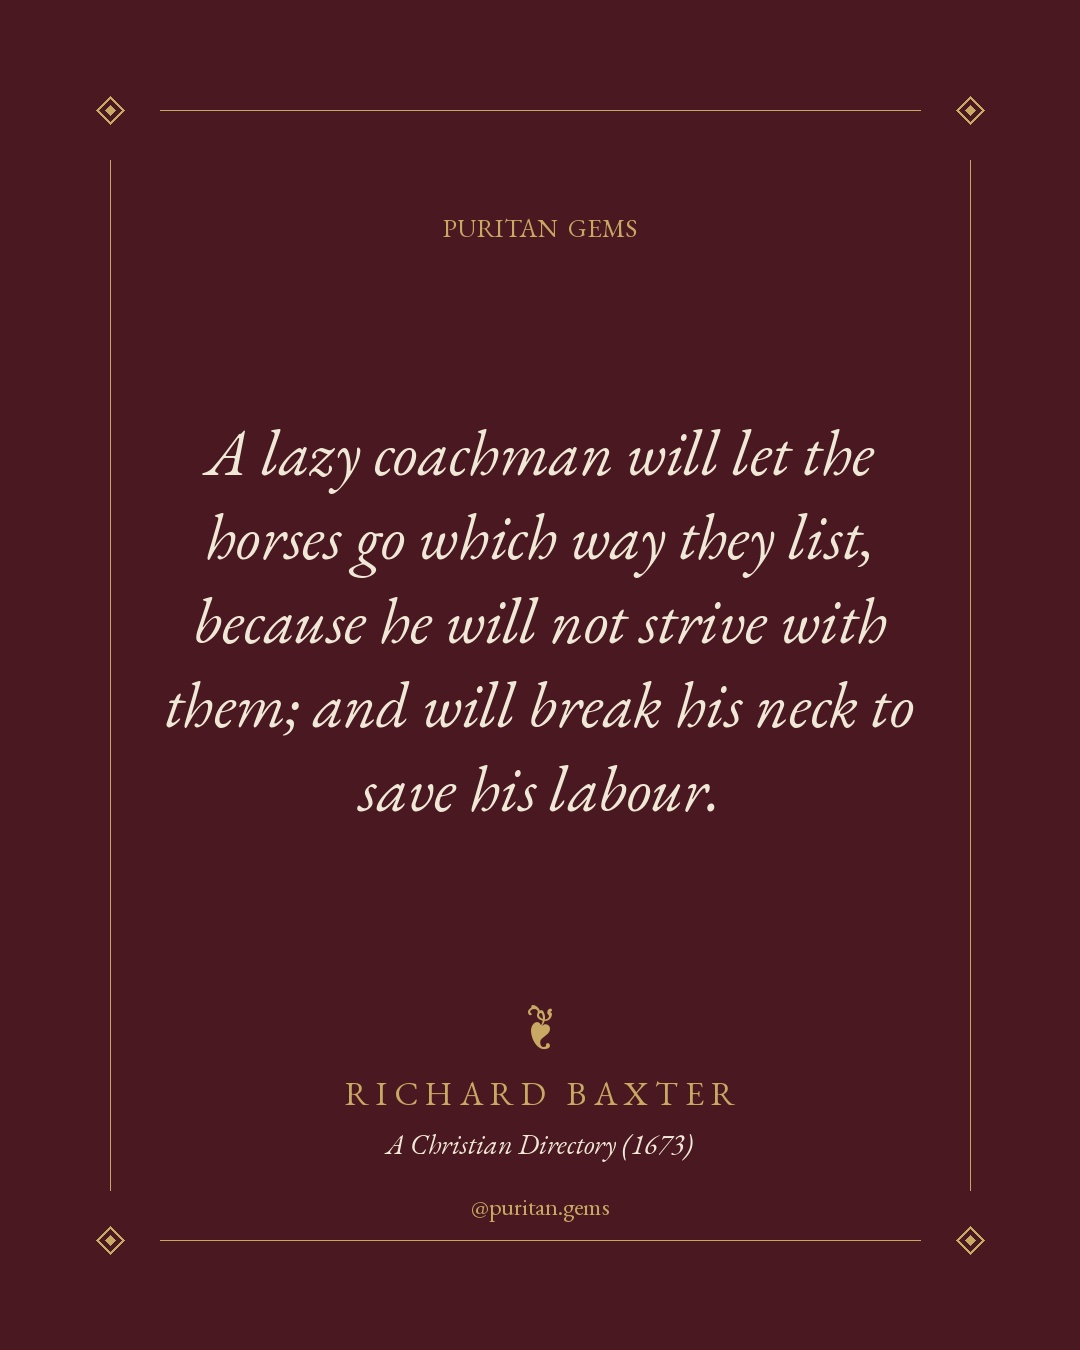 PURITAN GEMS
A lazy coachman will let the
horses go which way they list,
because he will not strive with
them; and will break his neck to
save his labour.
RICHARD BAXTER
A Christian Directory (1673)
@puritan.gems